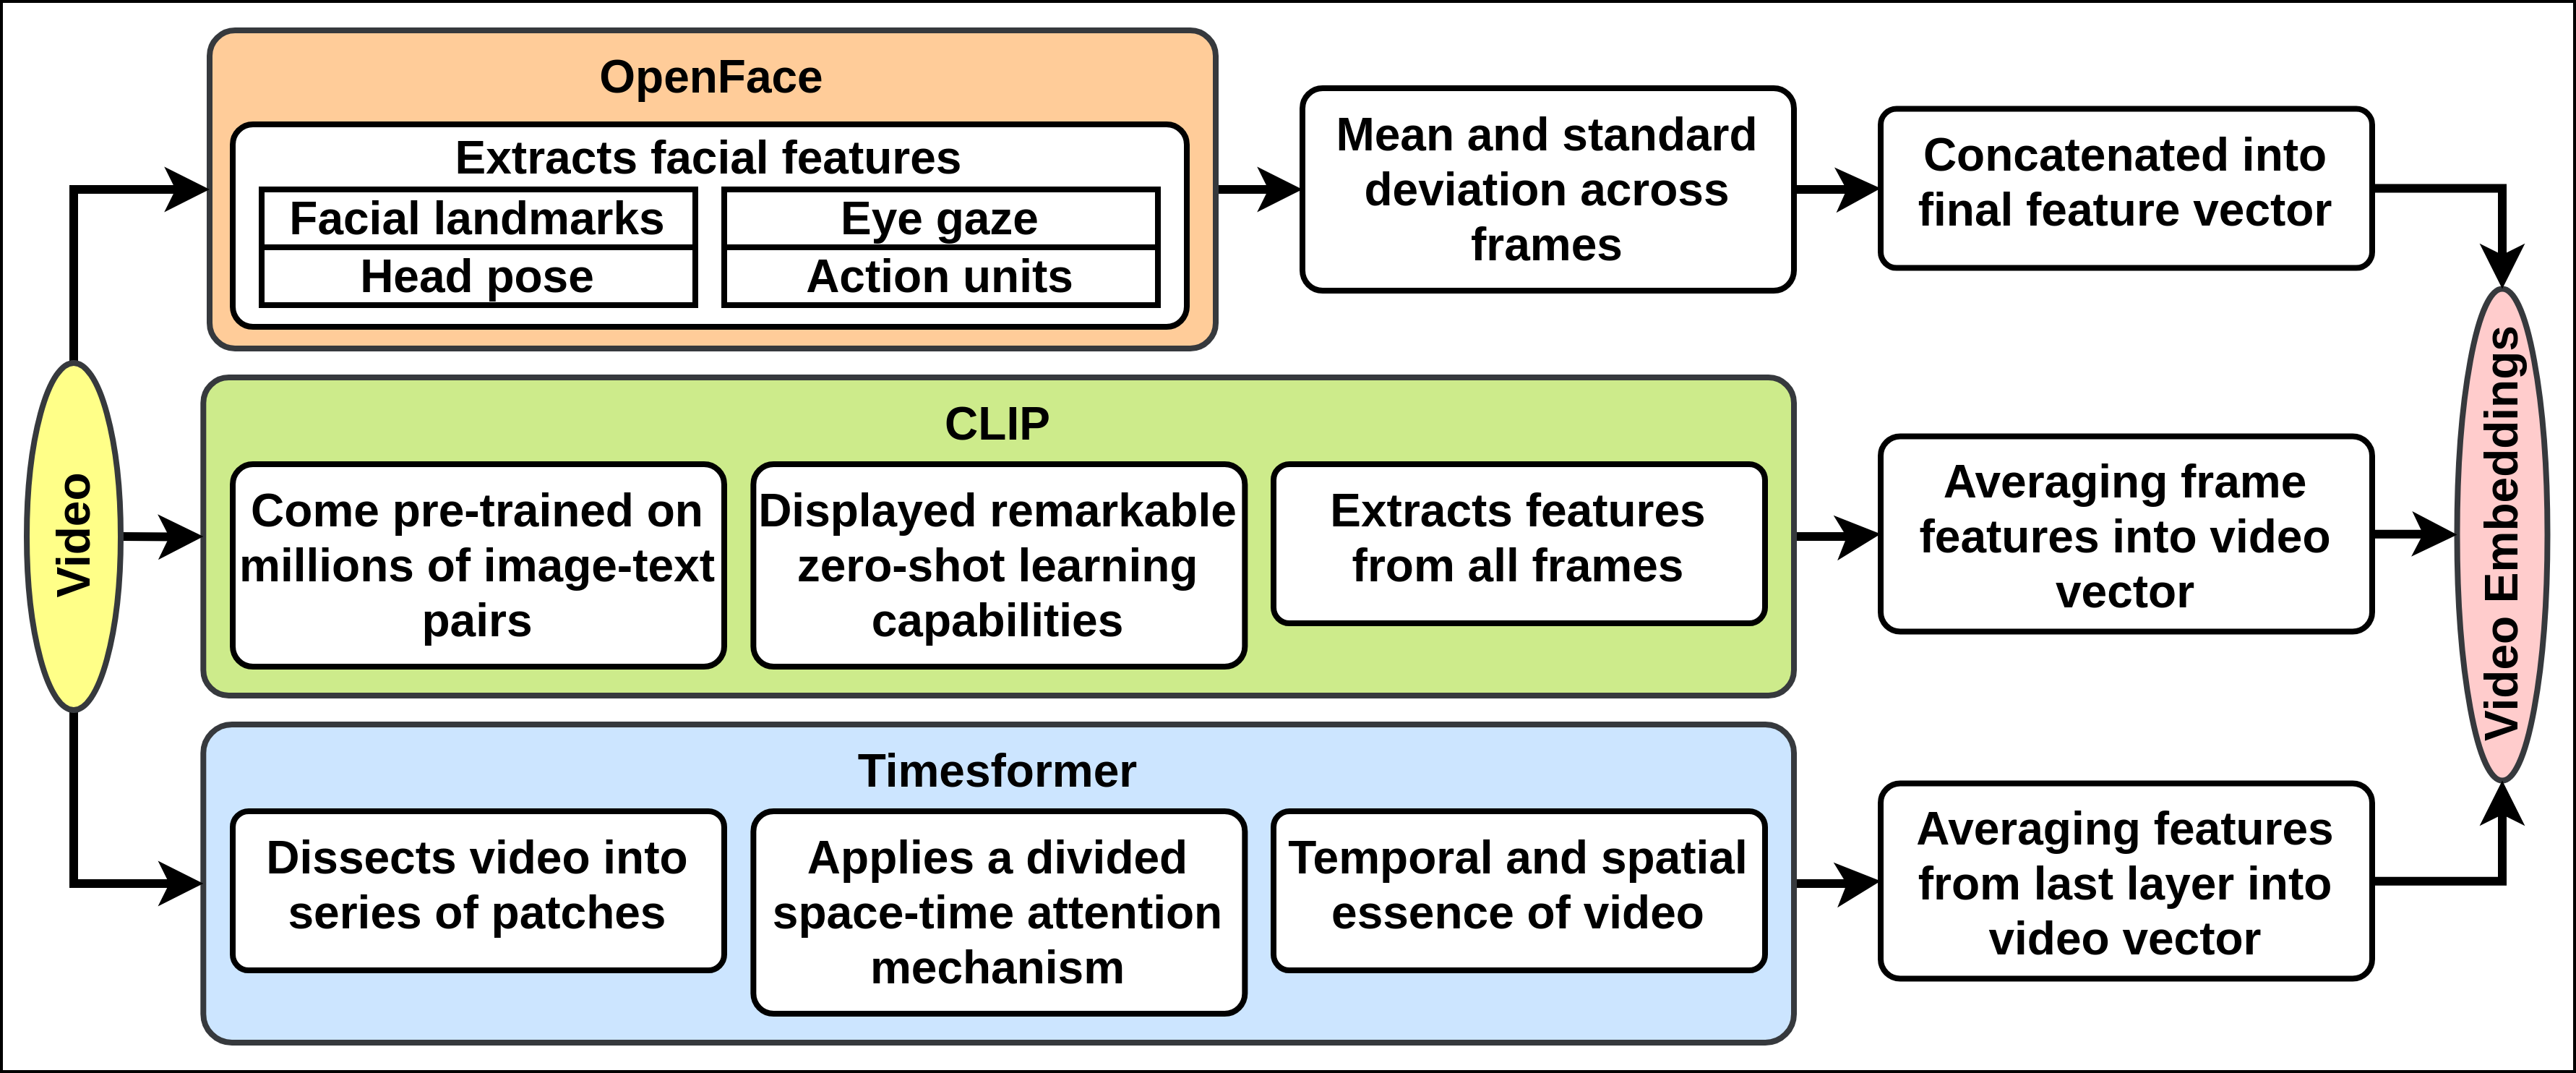 Video
OpenFace
Extracts facial features
Facial landmarks
Head pose
Eye gaze
Action units
Mean and standard
deviation across
frames
Concatenated into
final feature vector
CLIP
Come pre-trained on
millions of image-text
pairs
Displayed remarkable
zero-shot learning
capabilities
Extracts features
from all frames
Averaging frame
features into video
vector
Timesformer
Dissects video into
series of patches
Applies a divided
space-time attention
mechanism
Temporal and spatial
essence of video
Averaging features
from last layer into
video vector
Video Embeddings